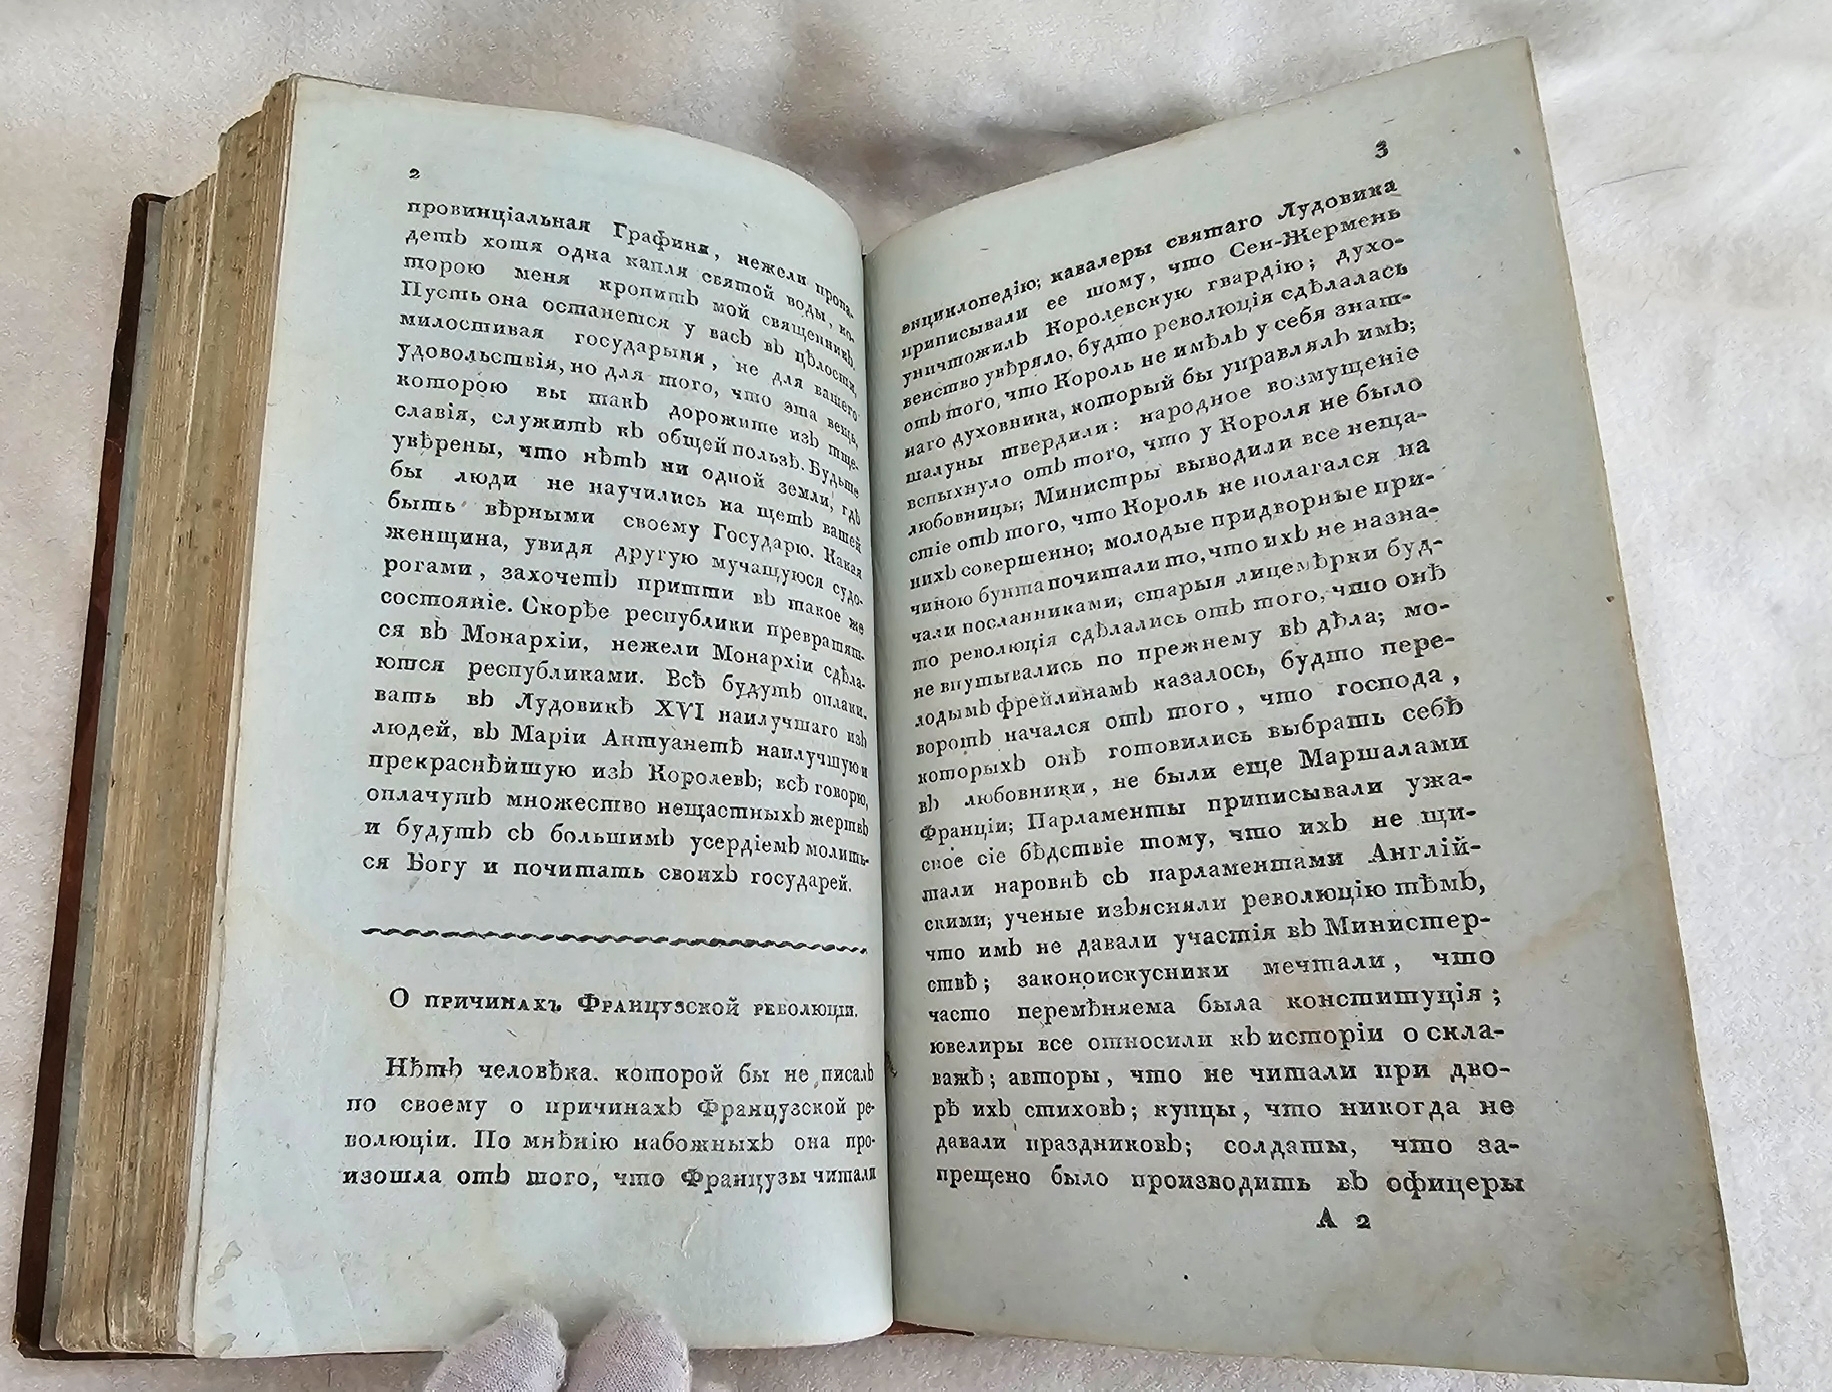 2
провинціальная Графиня, нежели пропа-
детъ хотя одна капля святой воды, ко-
торою меня кропитъ мой священникъ.
Пусть она останется у васъ въ цѣлости,
милостивая государыня, не для вашего
удовольствія, но для того, что эта вещь,
которою вы такъ дорожите изъ тще-
славія, служитъ къ общей пользѣ. Будьте
увѣрены, что нѣтъ ни одной земли, гдѣ
бы люди не научились на щетъ вашей
быть вѣрными своему Государю. Какая
женщина, увидя другую мучащуюся судо-
рогами, захочетъ притти въ такое же
состояніе. Скорѣе республики превратят-
ся въ Монархіи, нежели Монархіи сдѣла-
ются республиками. Всѣ будутъ оплаки-
вать въ Лудовикѣ XVI наилучшаго изъ
людей, въ Маріи Антуанетѣ наилучшую и
прекраснѣйшую изъ Королевъ; всѣ говорю,
оплачутъ множество нещастныхъ жертвъ
и будутъ съ большимъ усердіемъ молить-
ся Богу и почитать своихъ государей.
О причинахъ Французской революціи.
Нѣтъ человѣка. которой бы не писалъ
по своему о причинахъ Французской ре-
волюціи. По мнѣнію набожныхъ она про-
изошла отъ того, что Французы читали
3
энциклопедію; кавалеры святаго Лудовика
приписывали ее тому, что Сен-Жермень
уничтожилъ Королевскую гвардію; духо-
венство увѣряло, будто революція сдѣлалась
отъ того, что Король не имѣлъ у себя знат-
наго духовника, который бы управлялъ имъ;
шалуны твердили: народное возмущеніе
вспыхнуло отъ того, что у Короля не было
любовницы; Министры выводили все неща-
стіе отъ того, что Король не полагался на
нихъ совершенно; молодые придворные при-
чиною бунта почитали то, что ихъ не назна-
чали посланниками; старыя лицемѣрки буд-
то революція сдѣлались отъ того, что онѣ
не впутывались по прежнему въ дѣла; мо-
лодымъ фрейлинамъ казалось, будто пере-
воротъ начался отъ того, что господа,
которыхъ онѣ готовились выбрать себѣ
въ любовники, не были еще Маршалами
Франціи; Парламенты приписывали ужа-
сное сіе бѣдствіе тому, что ихъ не щи-
тали наровнѣ съ парламентами Англій-
скими; ученые изъясняли революцію тѣмъ,
что имъ не давали участія въ Министер-
ствѣ; законоискусники мечтали, что
часто перемѣняема была конституція;
ювелиры все относили къ исторіи о скла-
важѣ; авторы, что не читали при дво-
рѣ ихъ стиховъ; купцы, что никогда не
давали праздниковъ; солдаты, что за-
прещено было производить въ офицеры
А 2